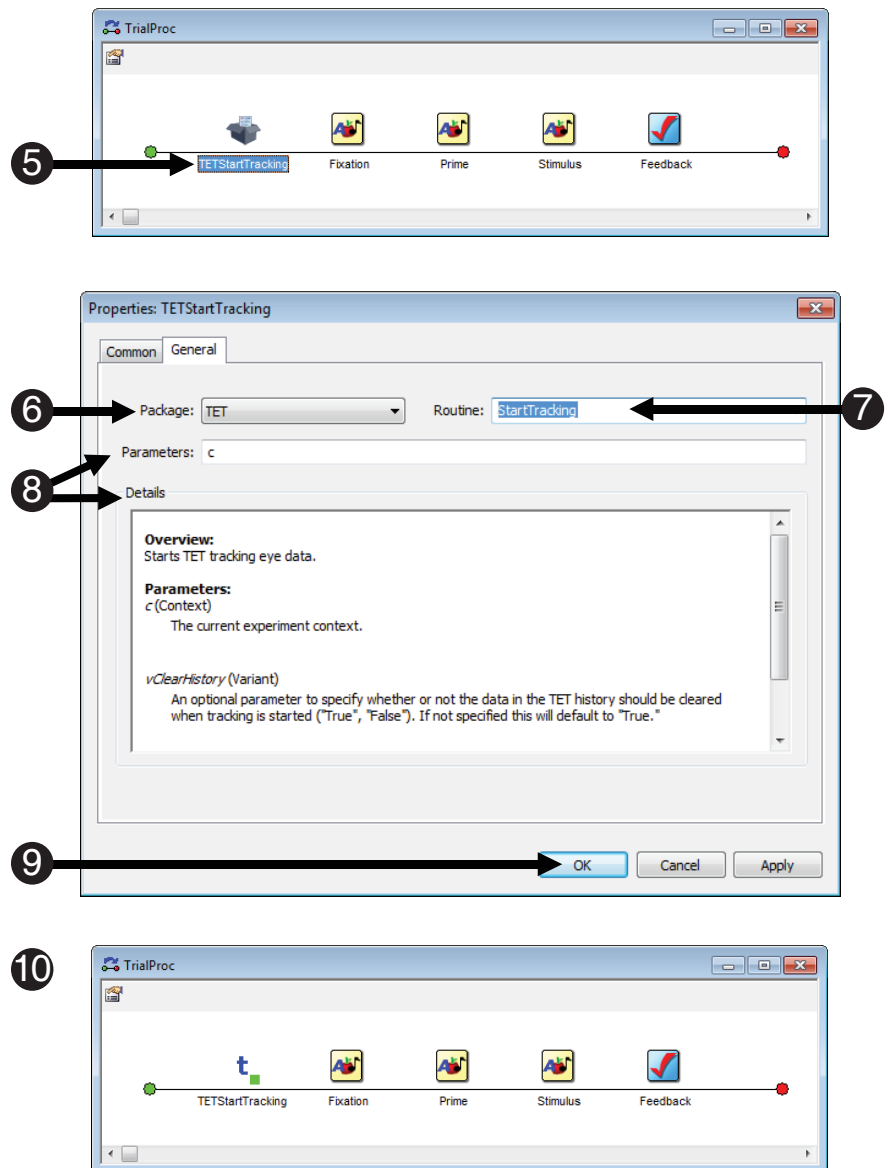 TrialProc
5
TETStartTracking Fixation Prime Stimulus Feedback
Properties: TETStartTracking
Common General
6 Package: TET Routine: StartTracking 7
Parameters: c
8
Details
Overview:
Starts TET tracking eye data.
Parameters:
c (Context)
The current experiment context.
vClearHistory (Variant)
An optional parameter to specify whether or not the data in the TET history should be cleared
when tracking is started ("True", "False"). If not specified this will default to "True."
9 OK Cancel Apply
10 TrialProc
t
TETStartTracking Fixation Prime Stimulus Feedback